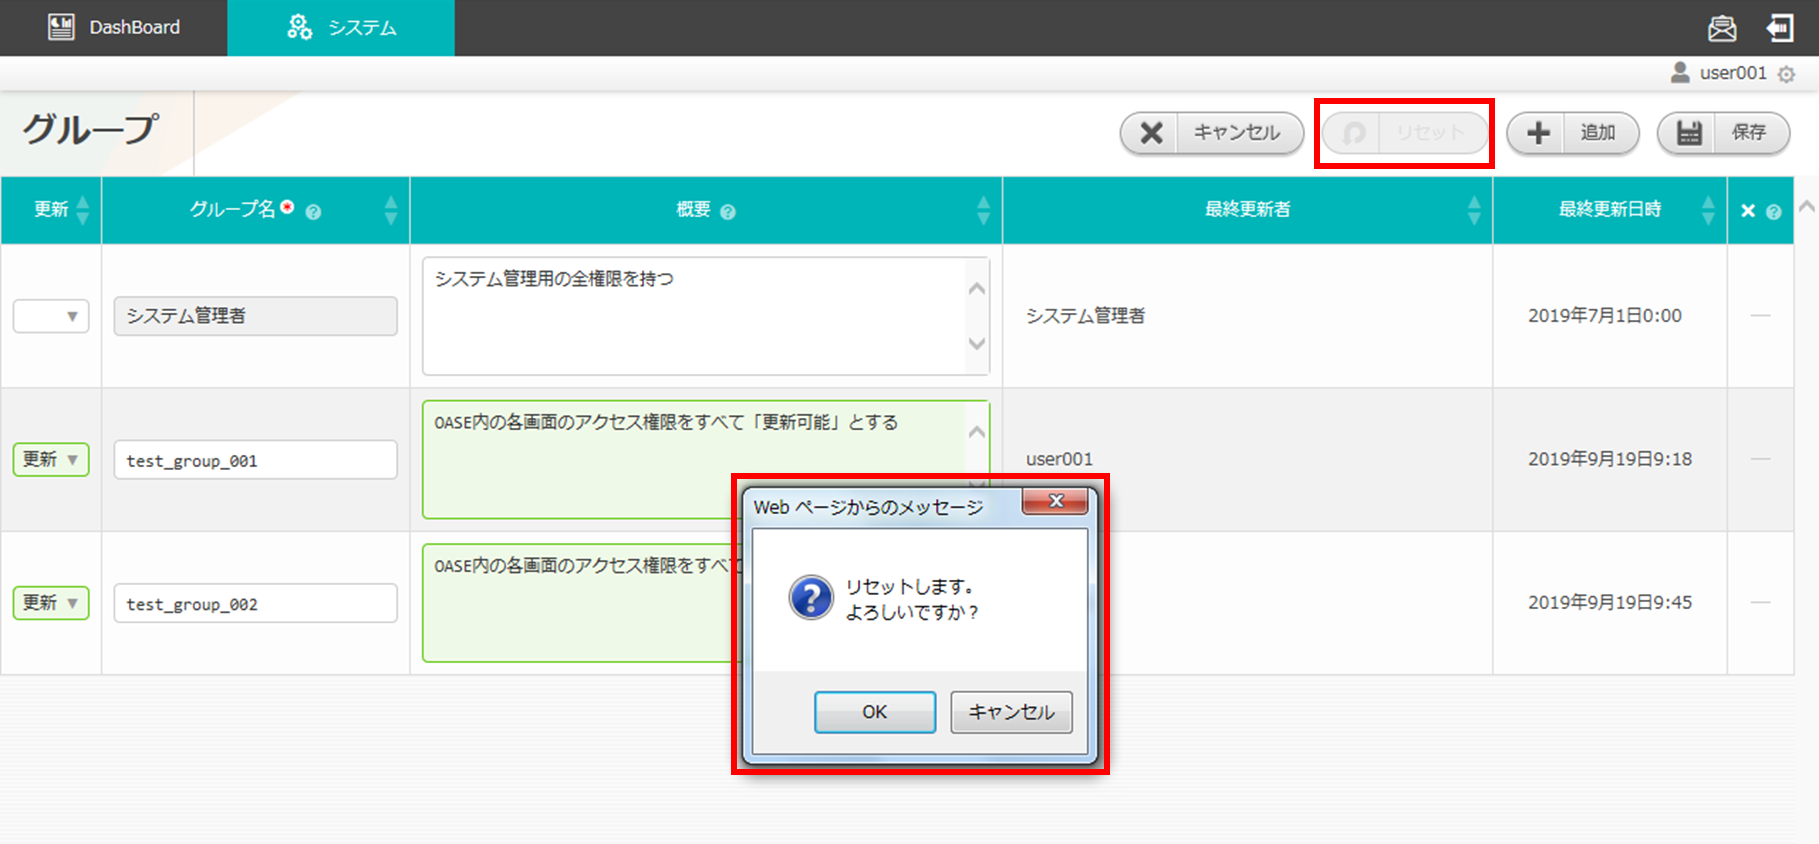 DashBoard
システム
user001
グループ
キャンセル
リセット
追加
保存
更新
グループ名*
概要
最終更新者
最終更新日時
システム管理者
システム管理用の全権限を持つ
システム管理者
2019年7月1日0:00
更新
test_group_001
OASE内の各画面のアクセス権限をすべて「更新可能」とする
user001
2019年9月19日9:18
更新
test_group_002
OASE内の各画面のアクセス権限をすべて
2019年9月19日9:45
Web ページからのメッセージ
リセットします。
よろしいですか？
OK
キャンセル